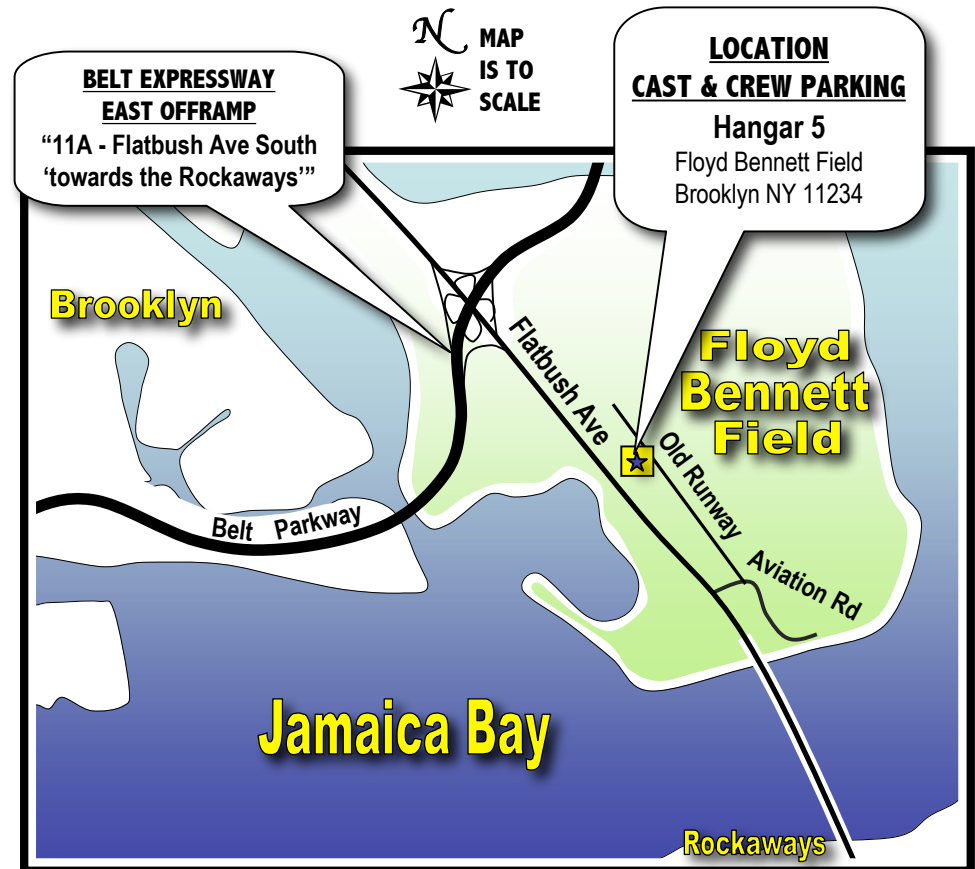 N
MAP
IS TO
SCALE
BELT EXPRESSWAY
EAST OFFRAMP
“11A - Flatbush Ave South
‘towards the Rockaways’”
LOCATION
CAST & CREW PARKING
Hangar 5
Floyd Bennett Field
Brooklyn NY 11234
Brooklyn
Flatbush Ave
Floyd
Bennett
Field
Old Runway
Belt Parkway
Aviation Rd
Jamaica Bay
Rockaways